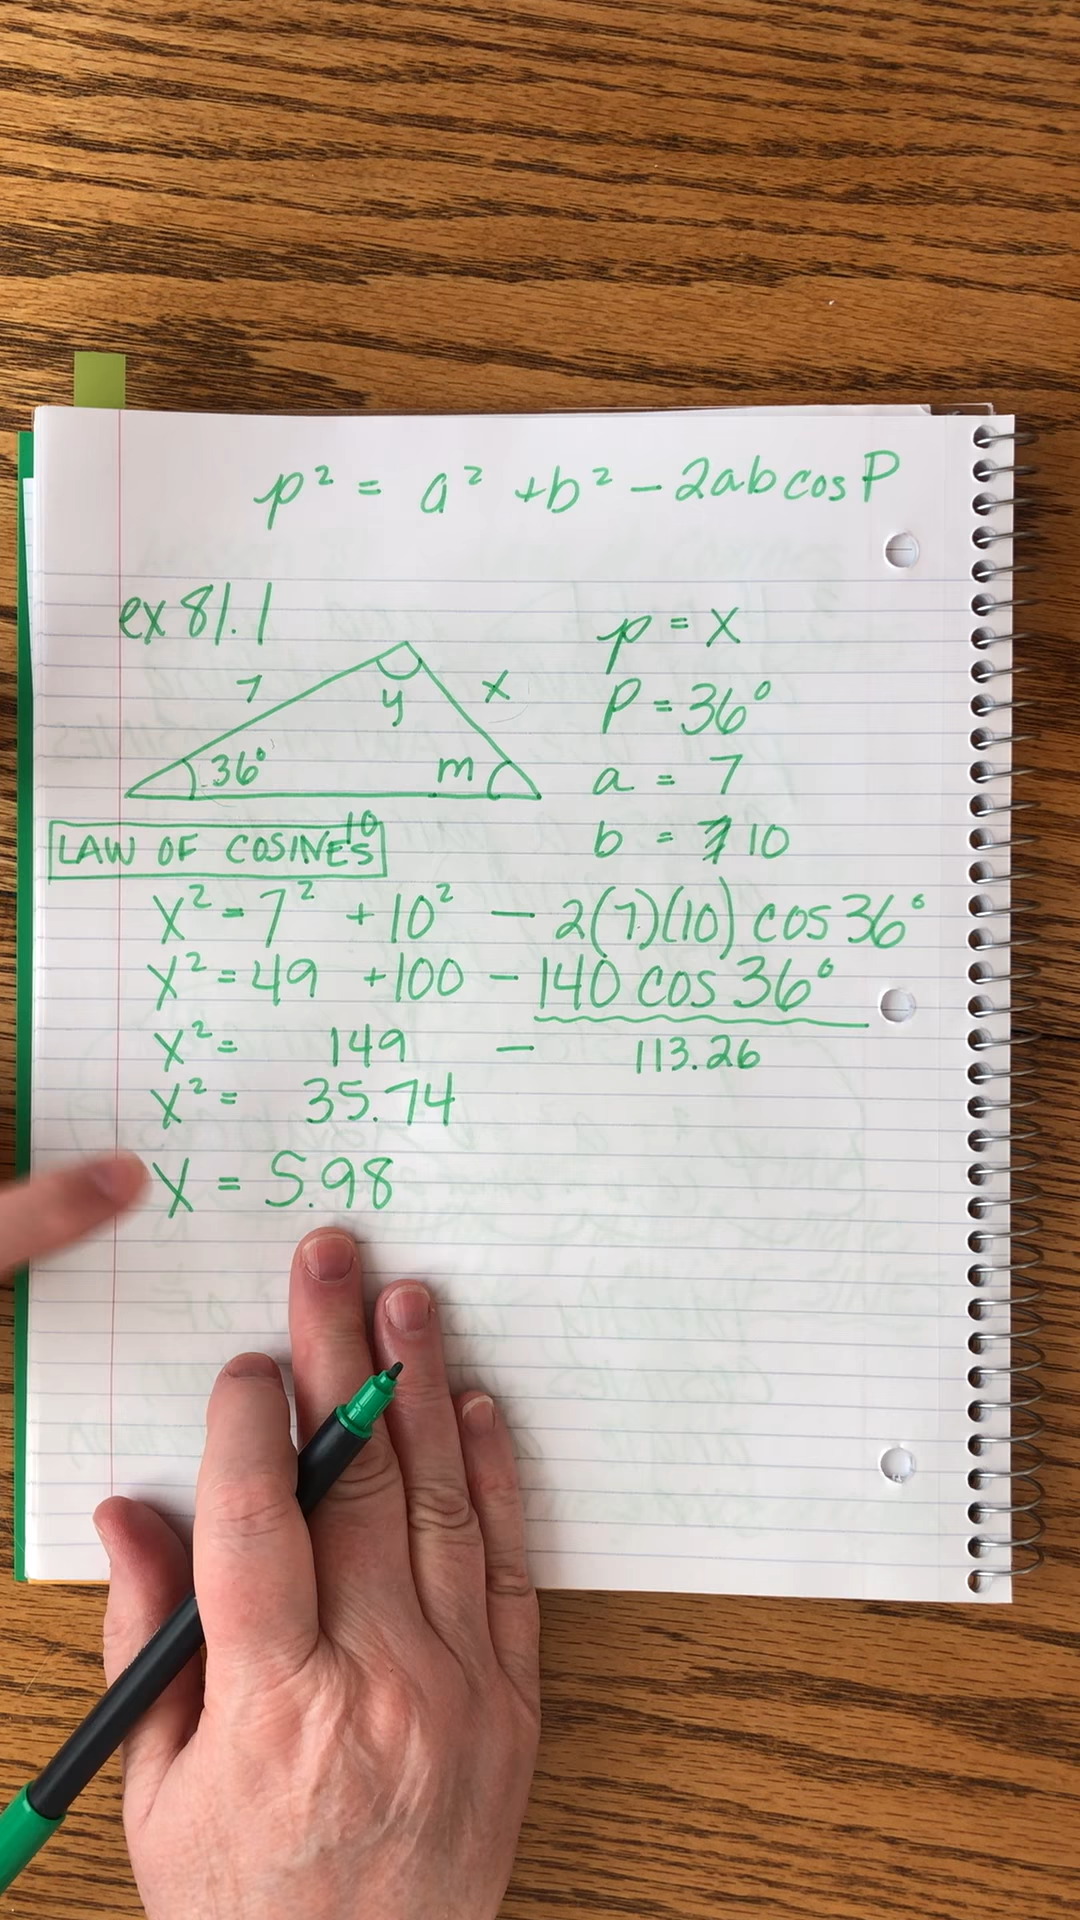 p² = a² + b² - 2ab cos P
ex 81.1
p = x
7
y
x
P = 36°
36°
m
a = 7
10
b = 10
LAW OF COSINES
x² = 7² + 10² - 2(7)(10) cos 36°
x² = 49 + 100 - 140 cos 36°
x² = 149 - 113.26
x² = 35.74
x = 5.98